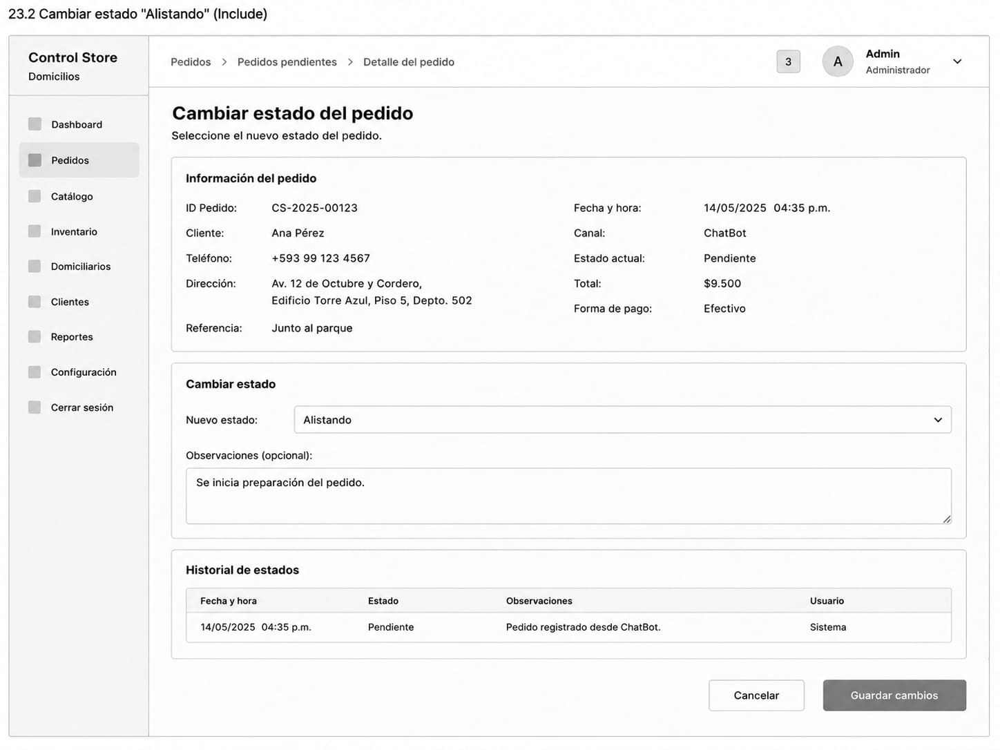 23.2 Cambiar estado "Alistando" (Include)
Control Store
Domicilios
Dashboard
Pedidos
Catálogo
Inventario
Domiciliarios
Clientes
Reportes
Configuración
Cerrar sesión
Pedidos > Pedidos pendientes > Detalle del pedido
3
A
Admin
Administrador
Cambiar estado del pedido
Seleccione el nuevo estado del pedido.
Información del pedido
ID Pedido: CS-2025-00123
Cliente: Ana Pérez
Teléfono: +593 99 123 4567
Dirección: Av. 12 de Octubre y Cordero,
Edificio Torre Azul, Piso 5, Depto. 502
Referencia: Junto al parque
Fecha y hora: 14/05/2025 04:35 p.m.
Canal: ChatBot
Estado actual: Pendiente
Total: $9.500
Forma de pago: Efectivo
Cambiar estado
Nuevo estado: Alistando
Observaciones (opcional):
Se inicia preparación del pedido.
Historial de estados
Fecha y hora Estado Observaciones Usuario
14/05/2025 04:35 p.m. Pendiente Pedido registrado desde ChatBot. Sistema
Cancelar Guardar cambios